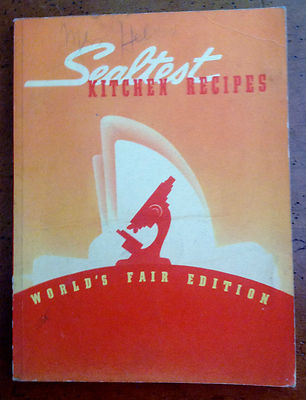 Sealtest
KITCHEN RECIPES
WORLD'S FAIR EDITION